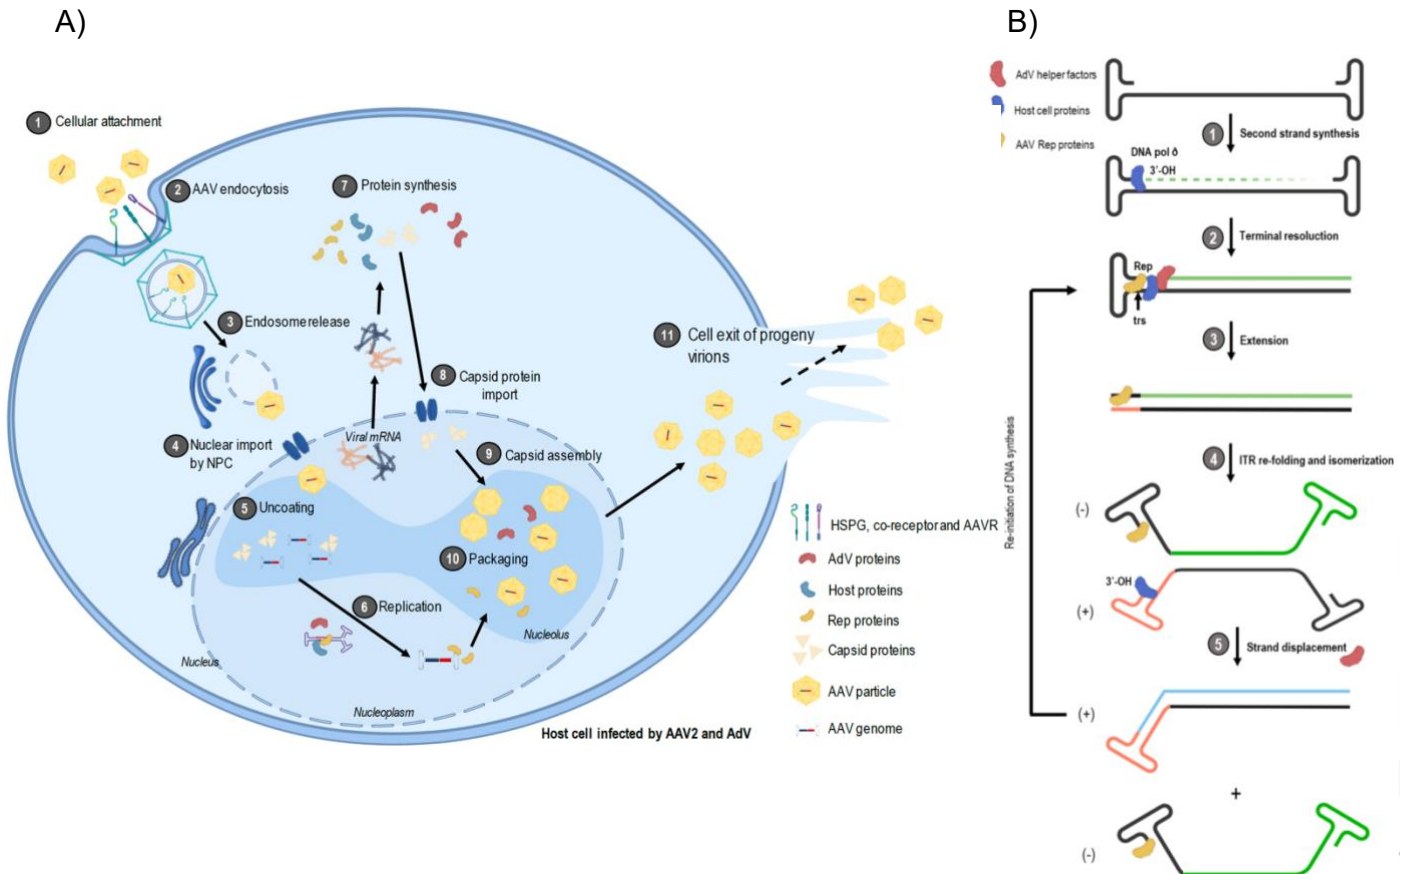 A)
1 Cellular attachment
2 AAV endocytosis
3 Endosome release
4 Nuclear import
by NPC
5 Uncoating
6 Replication
7 Protein synthesis
Viral mRNA
8 Capsid protein
import
9 Capsid assembly
10 Packaging
Nucleolus
Nucleus
Nucleoplasm
11 Cell exit of progeny
virions
HSPG, co-receptor and AAVR
AdV proteins
Host proteins
Rep proteins
Capsid proteins
AAV particle
AAV genome
Host cell infected by AAV2 and AdV
B)
AdV helper factors
Host cell proteins
AAV Rep proteins
1 Second strand synthesis
DNA pol δ
3'-OH
2 Terminal resoluction
Rep
trs
3 Extension
4 ITR re-folding and isomerization
(-)
3'-OH
(+)
5 Strand displacement
(+)
+
(-)
Re-initiation of DNA synthesis